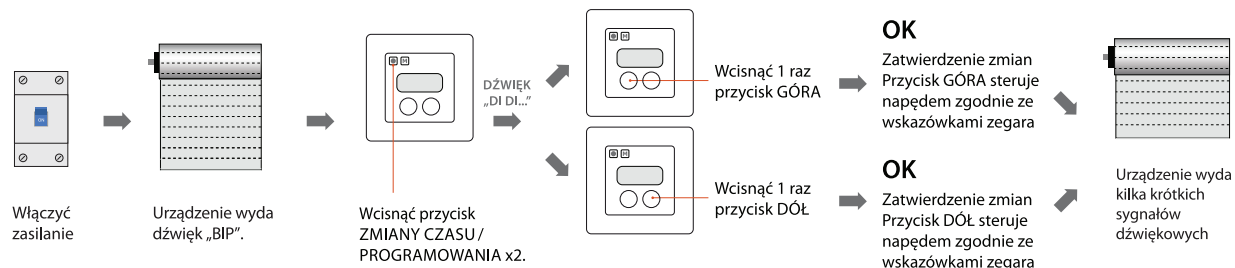 ON
Włączyć
zasilanie
Urządzenie wyda
dźwięk „BIP”.
H
Wcisnąć przycisk
ZMIANY CZASU /
PROGRAMOWANIA x2.
DŹWIĘK
„DI DI...”
H
Wcisnąć 1 raz
przycisk GÓRA
OK
Zatwierdzenie zmian
Przycisk GÓRA steruje
napędem zgodnie ze
wskazówkami zegara
H
Wcisnąć 1 raz
przycisk DÓŁ
OK
Zatwierdzenie zmian
Przycisk DÓŁ steruje
napędem zgodnie ze
wskazówkami zegara
Urządzenie wyda
kilka krótkich
sygnałów
dźwiękowych